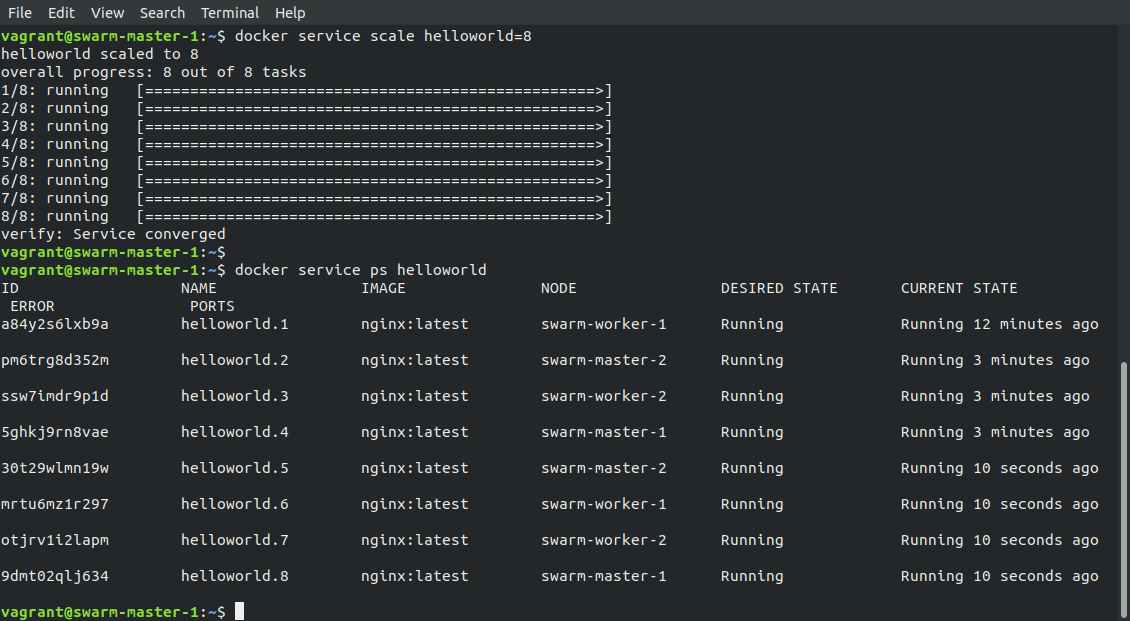 File Edit View Search Terminal Help
vagrant@swarm-master-1:~$ docker service scale helloworld=8
helloworld scaled to 8
overall progress: 8 out of 8 tasks
1/8: running   [==================================================>]
2/8: running   [==================================================>]
3/8: running   [==================================================>]
4/8: running   [==================================================>]
5/8: running   [==================================================>]
6/8: running   [==================================================>]
7/8: running   [==================================================>]
8/8: running   [==================================================>]
verify: Service converged
vagrant@swarm-master-1:~$
vagrant@swarm-master-1:~$ docker service ps helloworld
ID                  NAME                IMAGE               NODE                DESIRED STATE       CURRENT STATE
 ERROR               PORTS
a84y2s6lxb9a        helloworld.1        nginx:latest        swarm-worker-1      Running             Running 12 minutes ago
pm6trg8d352m        helloworld.2        nginx:latest        swarm-master-2      Running             Running 3 minutes ago
ssw7imdr9p1d        helloworld.3        nginx:latest        swarm-worker-2      Running             Running 3 minutes ago
5ghkj9rn8vae        helloworld.4        nginx:latest        swarm-master-1      Running             Running 3 minutes ago
30t29wlmn19w        helloworld.5        nginx:latest        swarm-master-2      Running             Running 10 seconds ago
mrtu6mz1r297        helloworld.6        nginx:latest        swarm-worker-1      Running             Running 10 seconds ago
otjrv1i2lapm        helloworld.7        nginx:latest        swarm-worker-2      Running             Running 10 seconds ago
9dmt02qlj634        helloworld.8        nginx:latest        swarm-master-1      Running             Running 10 seconds ago
vagrant@swarm-master-1:~$